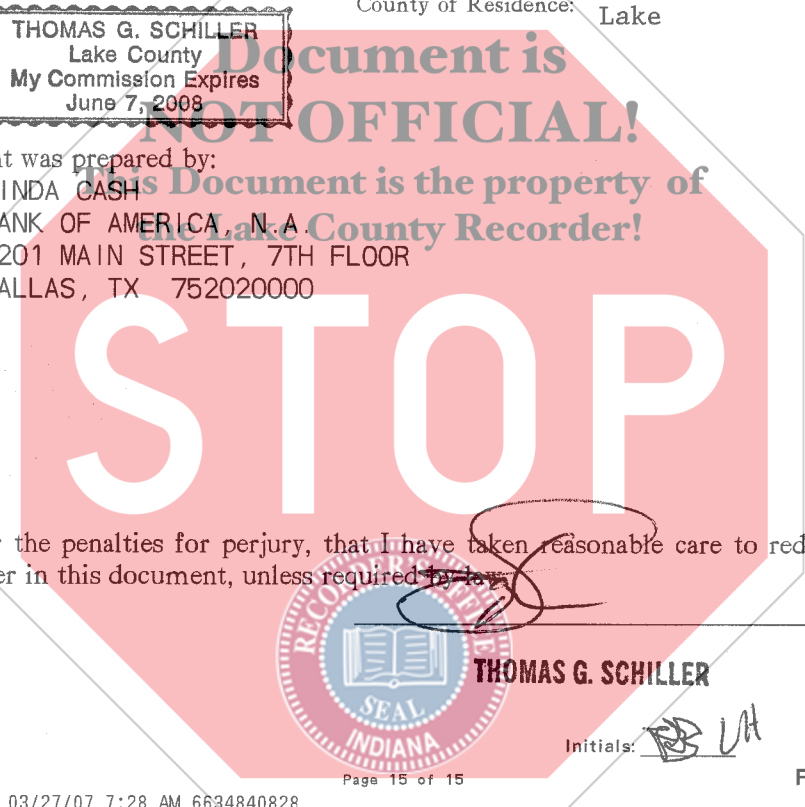 County of Residence: Lake
THOMAS G. SCHILLER
Lake County
My Commission Expires
June 7, 2008
Document is
NOT OFFICIAL!
This Document is the property of
the Lake County Recorder!
t was prepared by:
INDA CASH
ANK OF AMERICA, N.A.
201 MAIN STREET, 7TH FLOOR
ALLAS, TX 752020000
STOP
the penalties for perjury, that I have taken reasonable care to red
er in this document, unless required by law
RECORDER'S OFFICE
SEAL
INDIANA
THOMAS G. SCHILLER
Initials: LH
Page 15 of 15
F
03/27/07 7:28 AM 6634840828